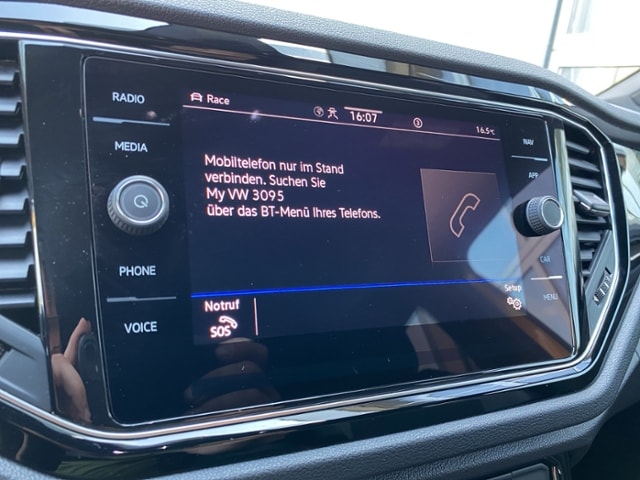 RADIO
MEDIA
PHONE
VOICE
Race
16:07
3
16.5°C
Mobiltelefon nur im Stand
verbinden. Suchen Sie
My VW 3095
über das BT-Menü Ihres Telefons.
Notruf
SOS
Setup
NAV
APP
CAR
MENU